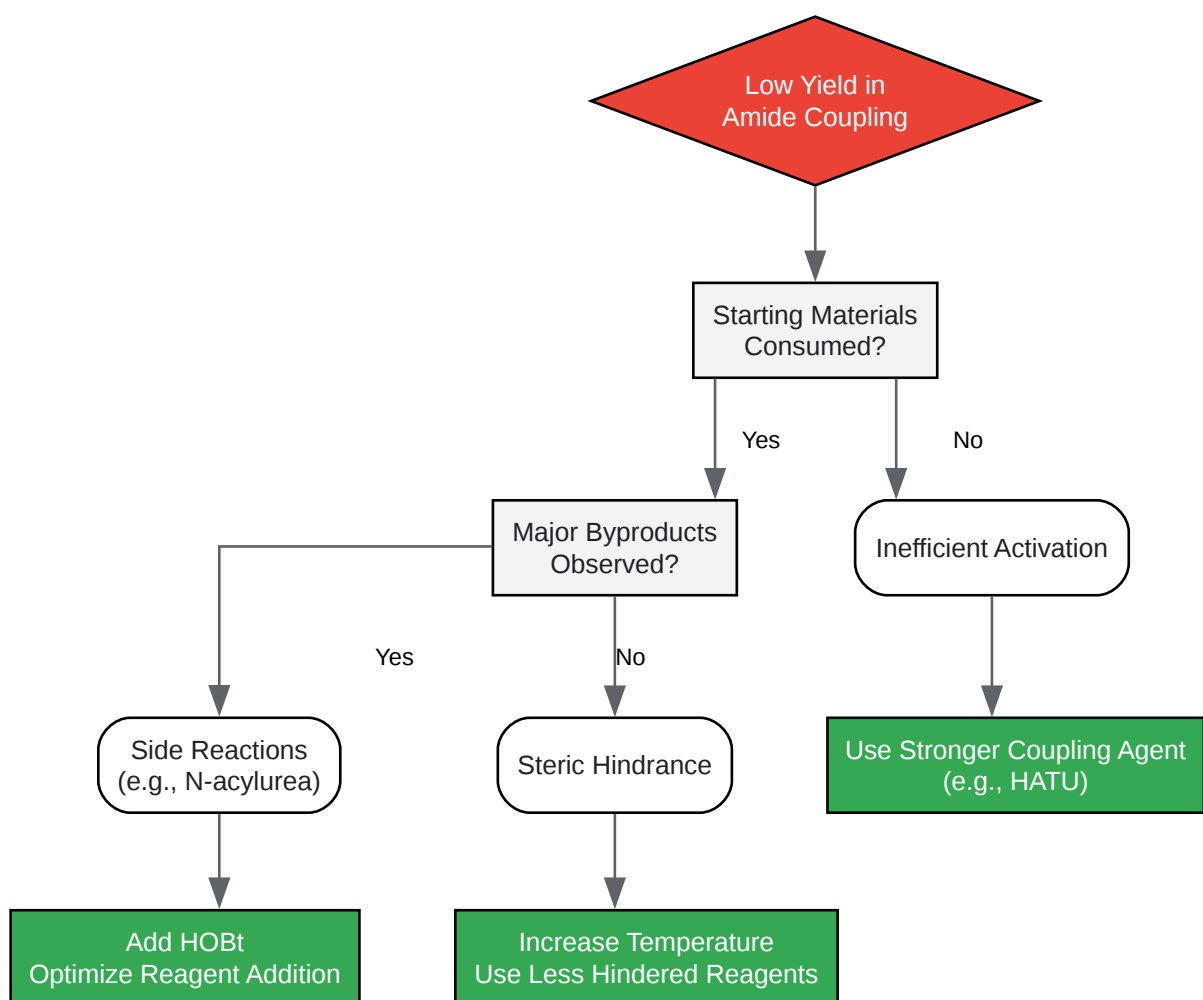 Low Yield in
Amide Coupling
Starting Materials
Consumed?
Yes
No
Major Byproducts
Observed?
Inefficient Activation
Yes
No
Side Reactions
(e.g., N-acylurea)
Steric Hindrance
Use Stronger Coupling Agent
(e.g., HATU)
Add HOBt
Optimize Reagent Addition
Increase Temperature
Use Less Hindered Reagents